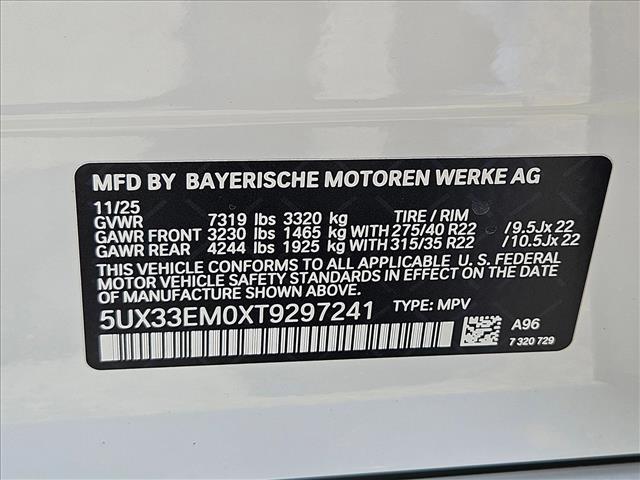 MFD BY BAYERISCHE MOTOREN WERKE AG
11/25
GVWR 7319 lbs 3320 kg TIRE / RIM
GAWR FRONT 3230 lbs 1465 kg WITH 275/40 R22 /9.5Jx 22
GAWR REAR 4244 lbs 1925 kg WITH 315/35 R22 /10.5Jx 22
THIS VEHICLE CONFORMS TO ALL APPLICABLE U. S. FEDERAL
MOTOR VEHICLE SAFETY STANDARDS IN EFFECT ON THE DATE OF
MANUFACTURE SHOWN ABOVE.
5UX33EM0XT9297241 TYPE: MPV
A96
7 320 729